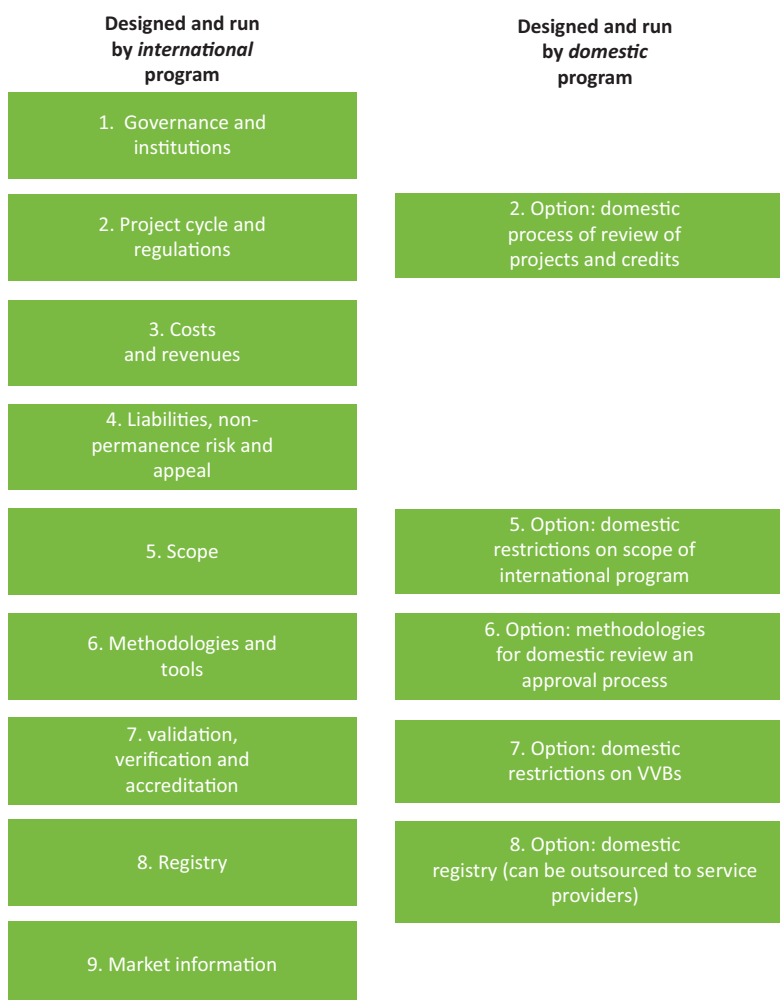 Designed and run
by international
program
Designed and run
by domestic
program
1. Governance and
institutions
2. Project cycle and
regulations
2. Option: domestic
process of review of
projects and credits
3. Costs
and revenues
4. Liabilities, non-
permanence risk and
appeal
5. Scope
5. Option: domestic
restrictions on scope of
international program
6. Methodologies and
tools
6. Option: methodologies
for domestic review an
approval process
7. validation,
verification and
accreditation
7. Option: domestic
restrictions on VVBs
8. Registry
8. Option: domestic
registry (can be outsourced to service
providers)
9. Market information